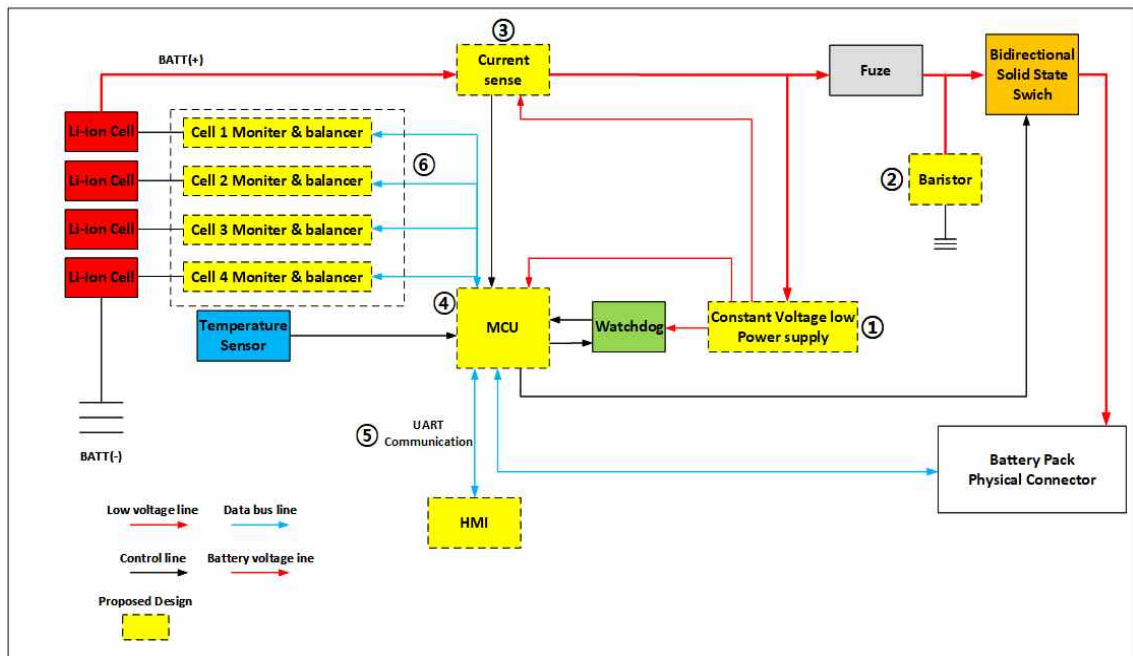 ③
BATT(+)
Current
sense
Fuze
Bidirectional
Solid State
Swich
Li-Ion Cell
Cell 1 Moniter & balancer
⑥
Li-Ion Cell
Cell 2 Moniter & balancer
②
Baristor
Li-Ion Cell
Cell 3 Moniter & balancer
Li-Ion Cell
Cell 4 Moniter & balancer
④
MCU
Temperature
Sensor
Watchdog
Constant Voltage low
Power supply
①
⑤
UART
Communication
BATT(-)
Battery Pack
Physical Connector
HMI
Low voltage line
Data bus line
Control line
Battery voltage ine
Proposed Design